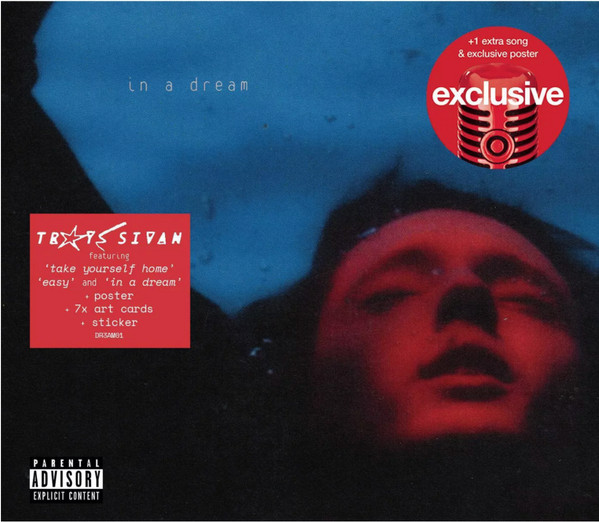 in a dream
+1 extra song
& exclusive poster
exclusive
TROYE SIVAN
featuring
'take yourself home'
'easy' and 'in a dream'
+ poster
+ 7x art cards
+ sticker
DR3AM01
PARENTAL
ADVISORY
EXPLICIT CONTENT